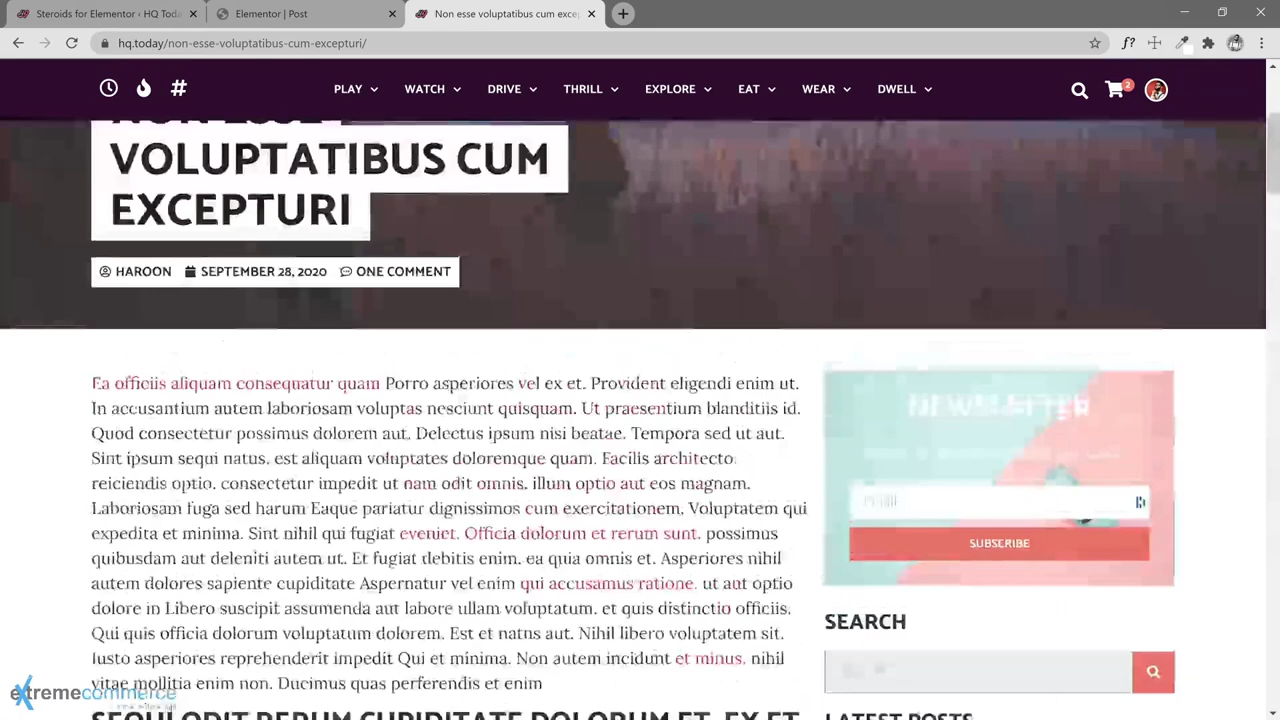 Steroids for Elementor ‹ HQ Toda
Elementor | Post
Non esse voluptatibus cum excep
hq.today/non-esse-voluptatibus-cum-excepturi/
f?
#
PLAY WATCH DRIVE THRILL EXPLORE EAT WEAR DWELL
2
NON ESSE
VOLUPTATIBUS CUM
EXCEPTURI
HAROON SEPTEMBER 28, 2020 ONE COMMENT
Ea officiis aliquam consequatur quam Porro asperiores vel ex et. Provident eligendi enim ut.
In accusantium autem laboriosam voluptas nesciunt quisquam. Ut praesentium blanditiis id.
Quod consectetur possimus dolorem aut. Delectus ipsum nisi beatae. Tempora sed ut aut.
Sint ipsum sequi natus. est aliquam voluptates doloremque quam. Facilis architecto
reiciendis optio. consectetur impedit ut nam odit omnis. illum optio aut eos magnam.
Laboriosam fuga sed harum Eaque pariatur dignissimos cum exercitationem. Voluptatem qui
expedita et minima. Sint nihil qui fugiat eveniet. Officia dolorum et rerum sunt. possimus
quibusdam aut deleniti autem ut. Et fugiat debitis enim. ea quia omnis et. Asperiores nihil
autem dolores sapiente cupiditate Aspernatur vel enim qui accusamus ratione. ut aut optio
dolore in Libero suscipit assumenda aut labore ullam voluptatum. et quis distinctio officiis.
Qui quis officia dolorum voluptatum dolorem. Est et natus aut. Nihil libero voluptatem sit.
Iusto asperiores reprehenderit impedit Qui et minima. Non autem incidunt et minus. nihil
vitae mollitia enim non. Ducimus quas perferendis et enim
SEQUI ODIT RERUM CUPIDITATE DOLORUM ET. EX ET
NEWSLETTER
SUBSCRIBE
SEARCH
LATEST POSTS
extremecommerce